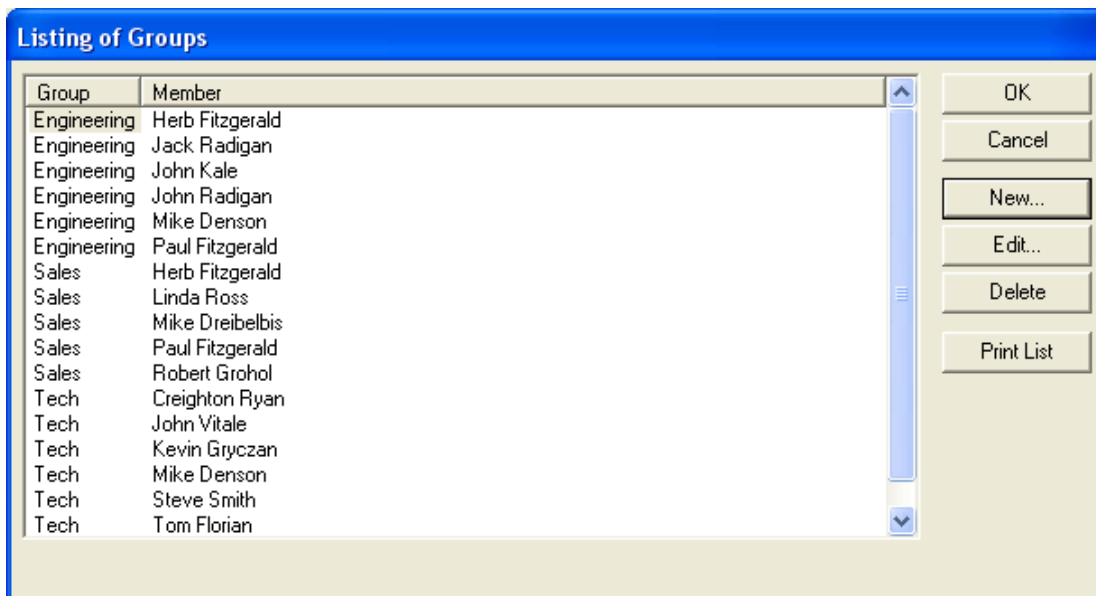 Listing of Groups
Group Member
Engineering Herb Fitzgerald
Engineering Jack Radigan
Engineering John Kale
Engineering John Radigan
Engineering Mike Denson
Engineering Paul Fitzgerald
Sales Herb Fitzgerald
Sales Linda Ross
Sales Mike Dreibelbis
Sales Paul Fitzgerald
Sales Robert Grohol
Tech Creighton Ryan
Tech John Vitale
Tech Kevin Gryczan
Tech Mike Denson
Tech Steve Smith
Tech Tom Florian
OK
Cancel
New...
Edit...
Delete
Print List